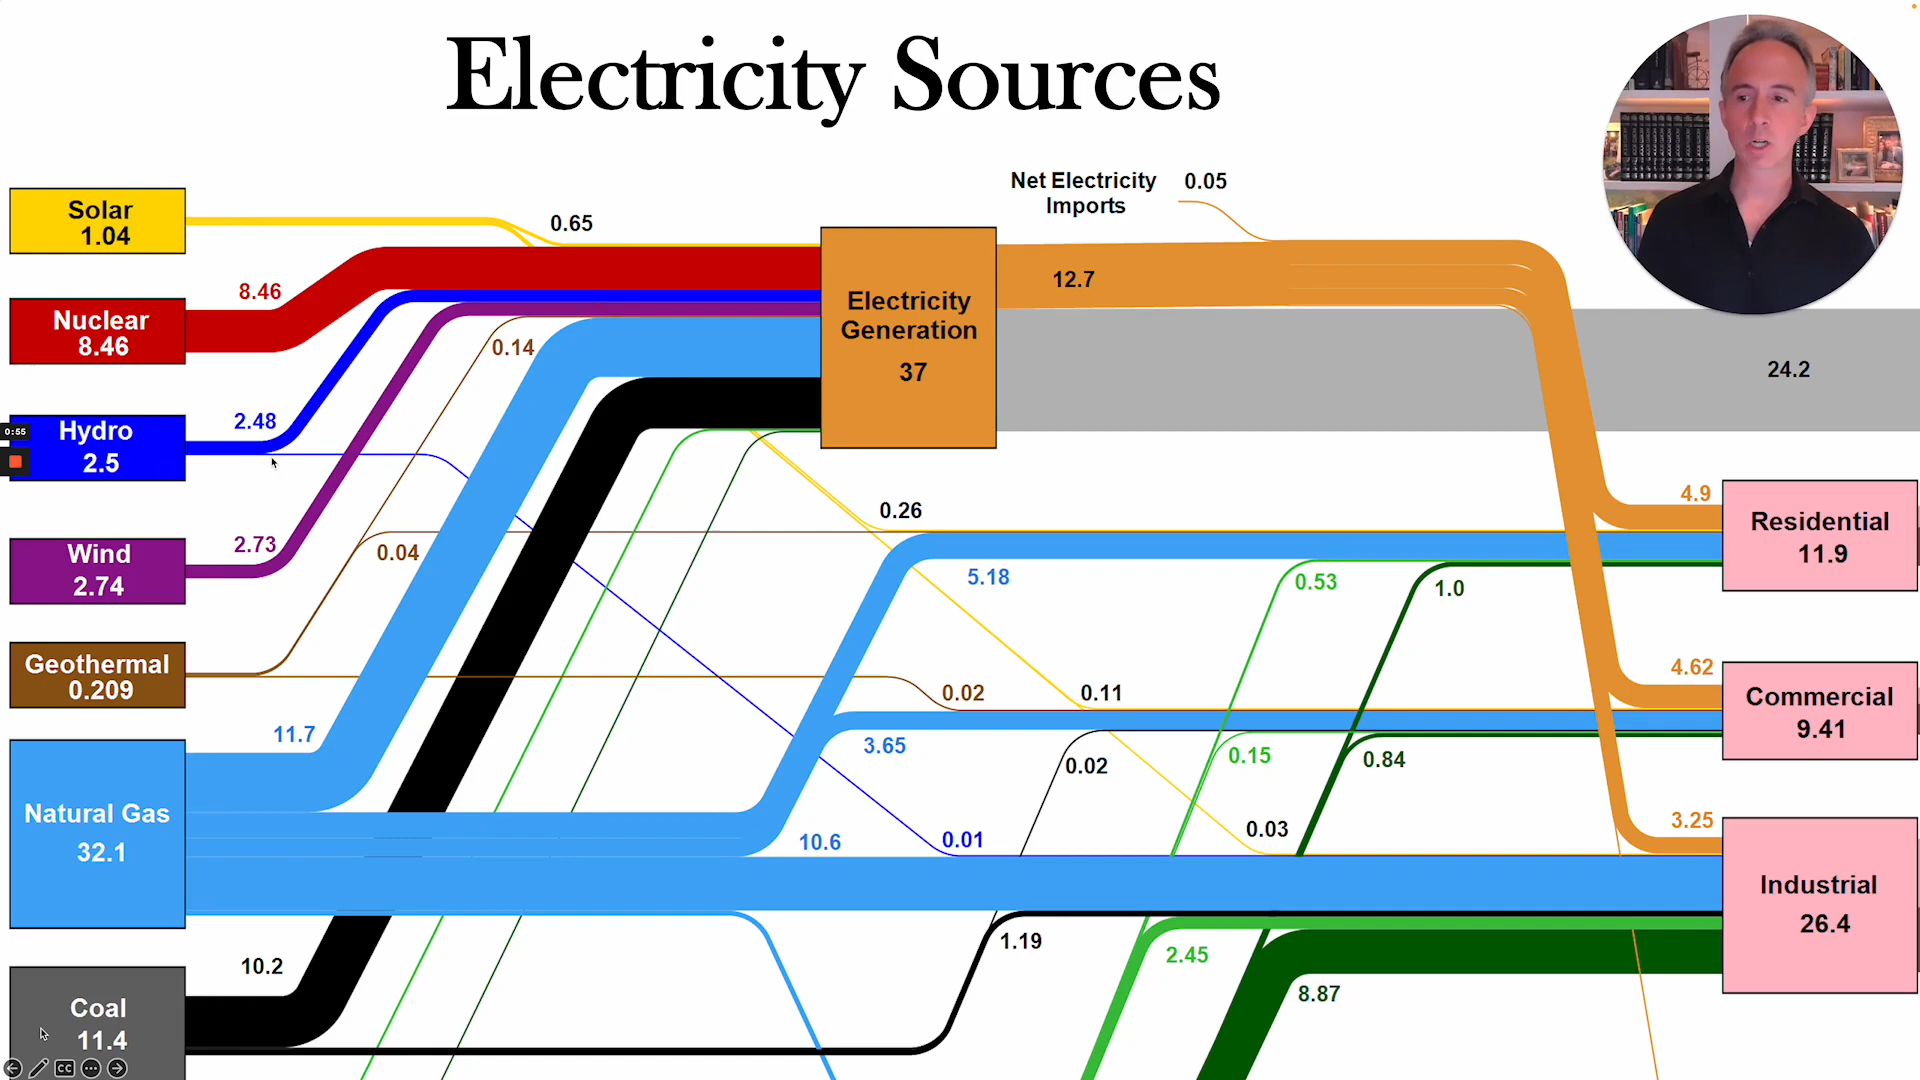 Electricity Sources
Net Electricity
Imports
0.05
Solar
1.04
0.65
Nuclear
8.46
8.46
Electricity
Generation
37
12.7
24.2
0.14
Hydro
2.5
0:55
2.48
Wind
2.74
2.73
0.04
0.26
4.9
Residential
11.9
5.18
0.53
1.0
Geothermal
0.209
0.02
0.11
4.62
Commercial
9.41
11.7
3.65
0.02
0.15
0.84
Natural Gas
32.1
10.6
0.01
0.03
3.25
Industrial
26.4
10.2
1.19
2.45
8.87
Coal
11.4
CC